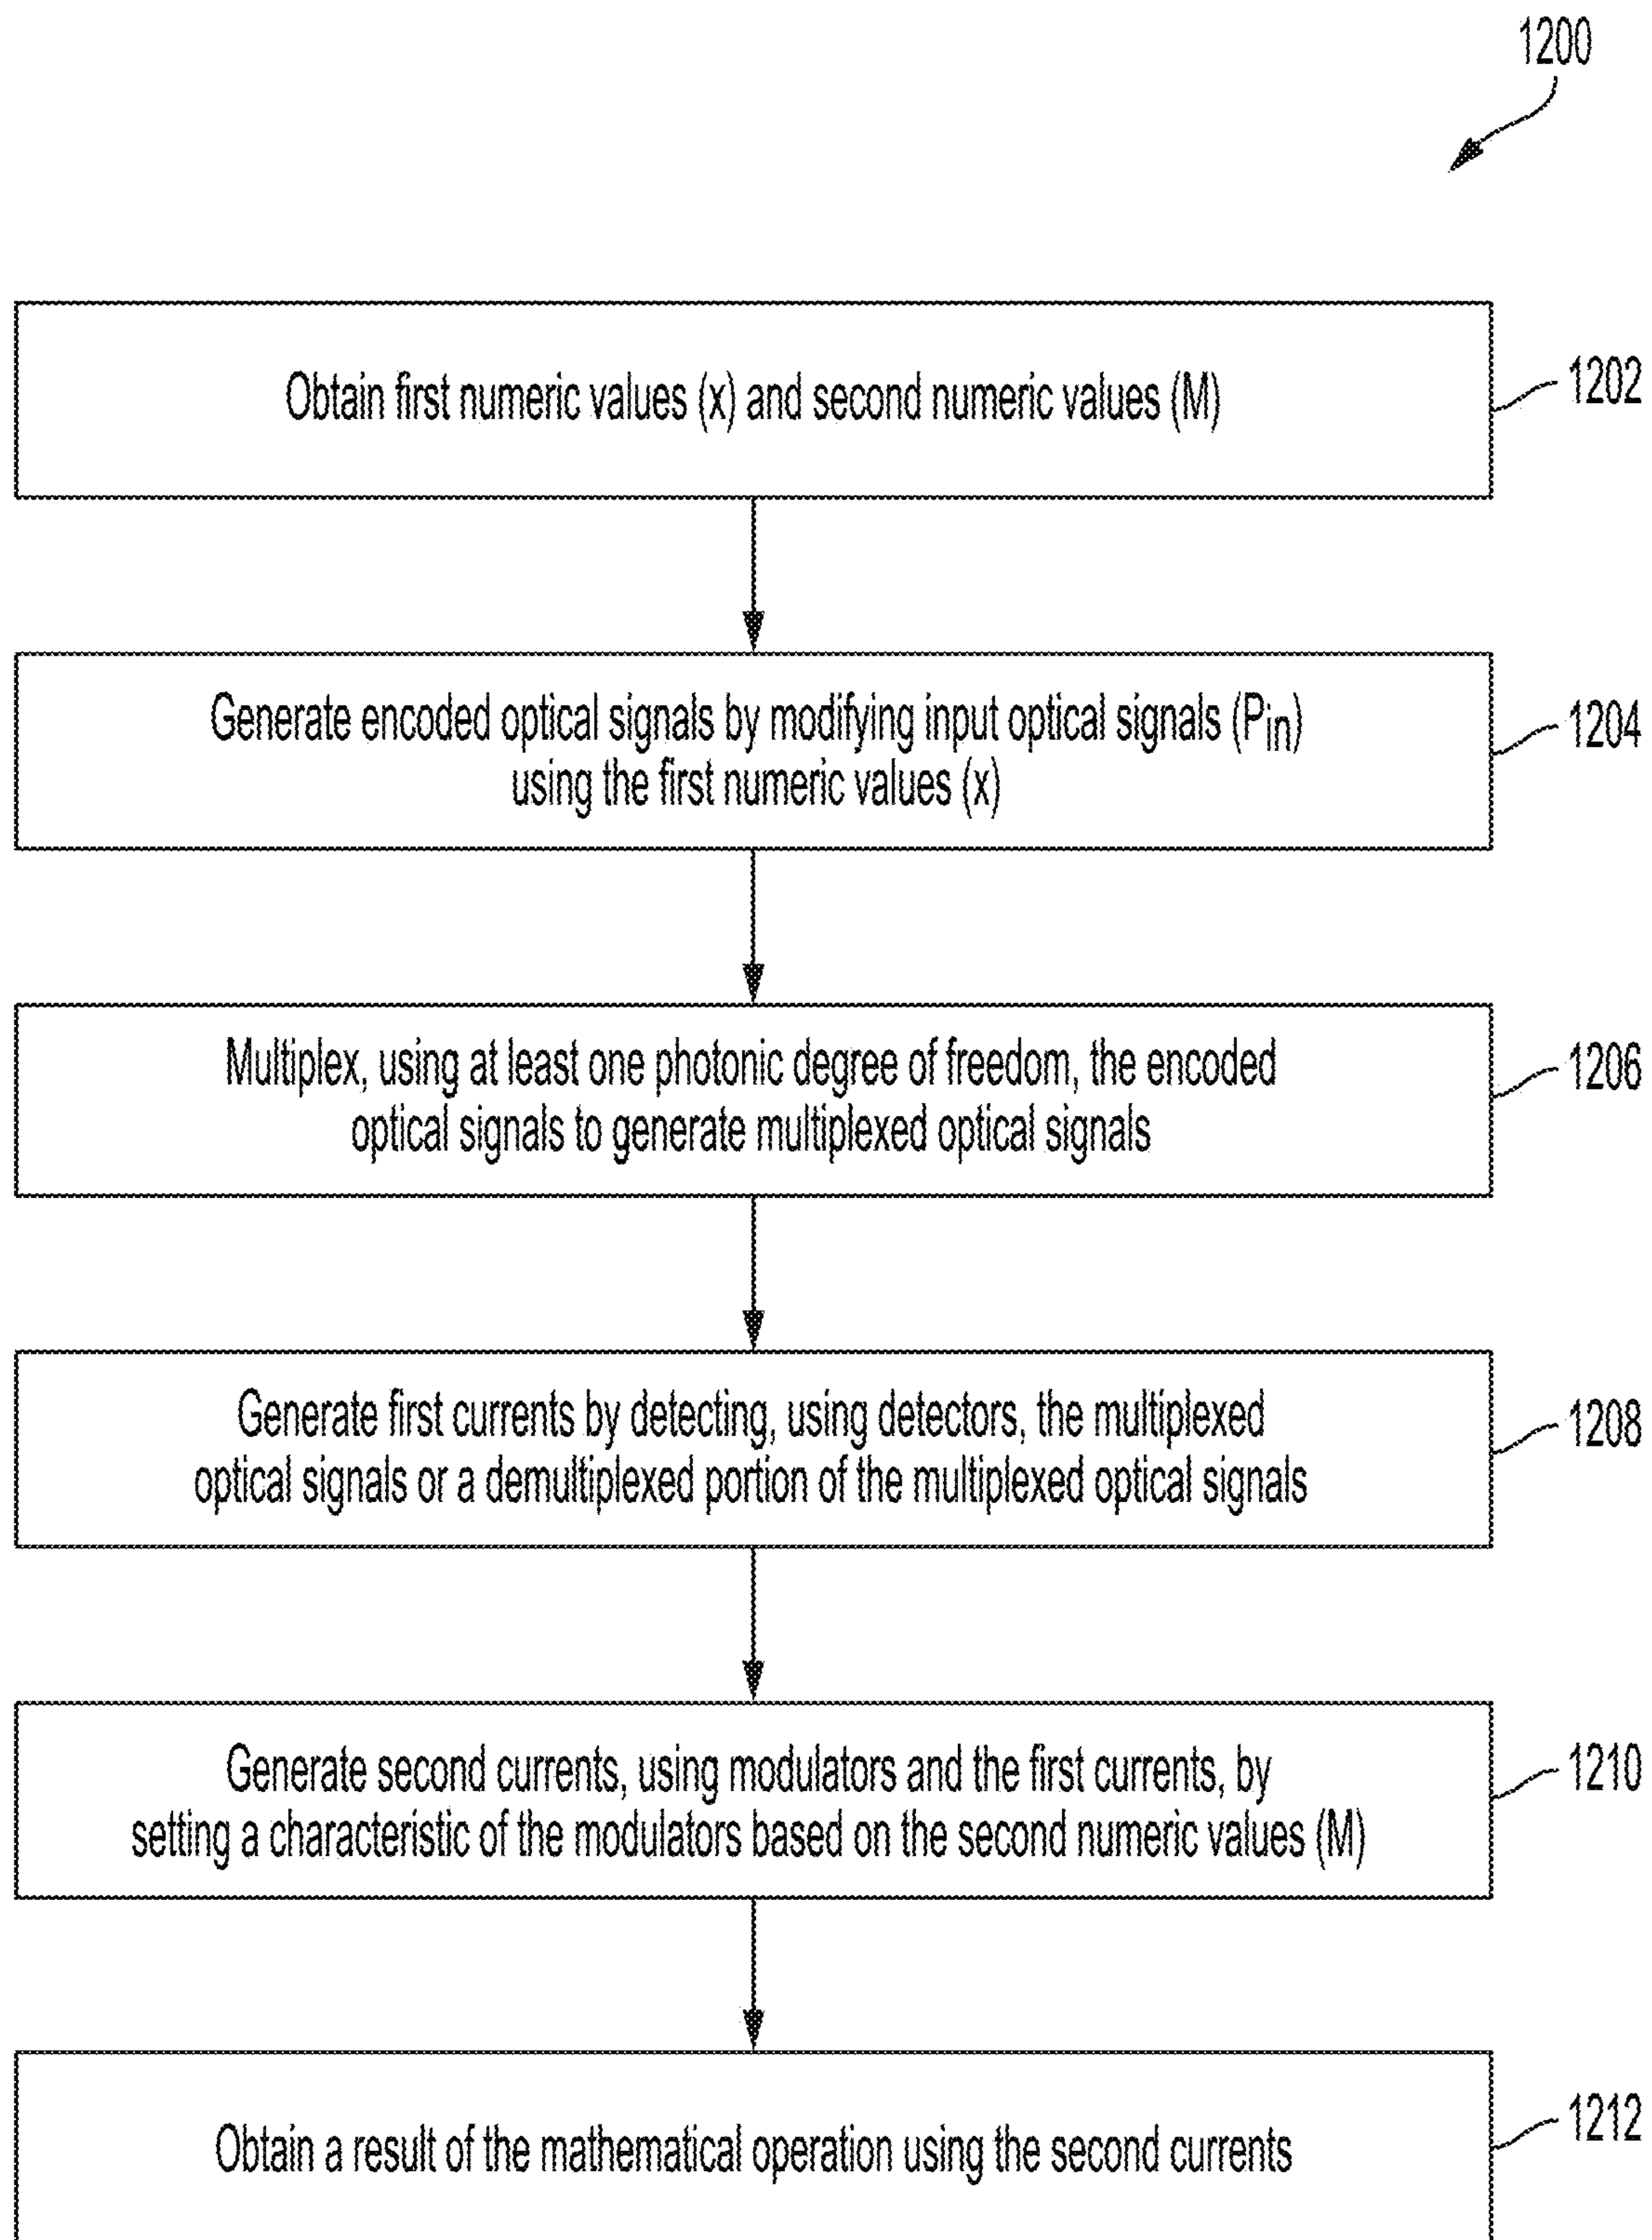 1200
Obtain first numeric values (x) and second numeric values (M)
1202
Generate encoded optical signals by modifying input optical signals (Pin)
using the first numeric values (x)
1204
Multiplex, using at least one photonic degree of freedom, the encoded
optical signals to generate multiplexed optical signals
1206
Generate first currents by detecting, using detectors, the multiplexed
optical signals or a demultiplexed portion of the multiplexed optical signals
1208
Generate second currents, using modulators and the first currents, by
setting a characteristic of the modulators based on the second numeric values (M)
1210
Obtain a result of the mathematical operation using the second currents
1212